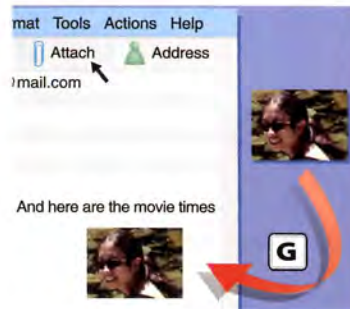 mat Tools Actions Help
Attach Address
mail.com
And here are the movie times
G